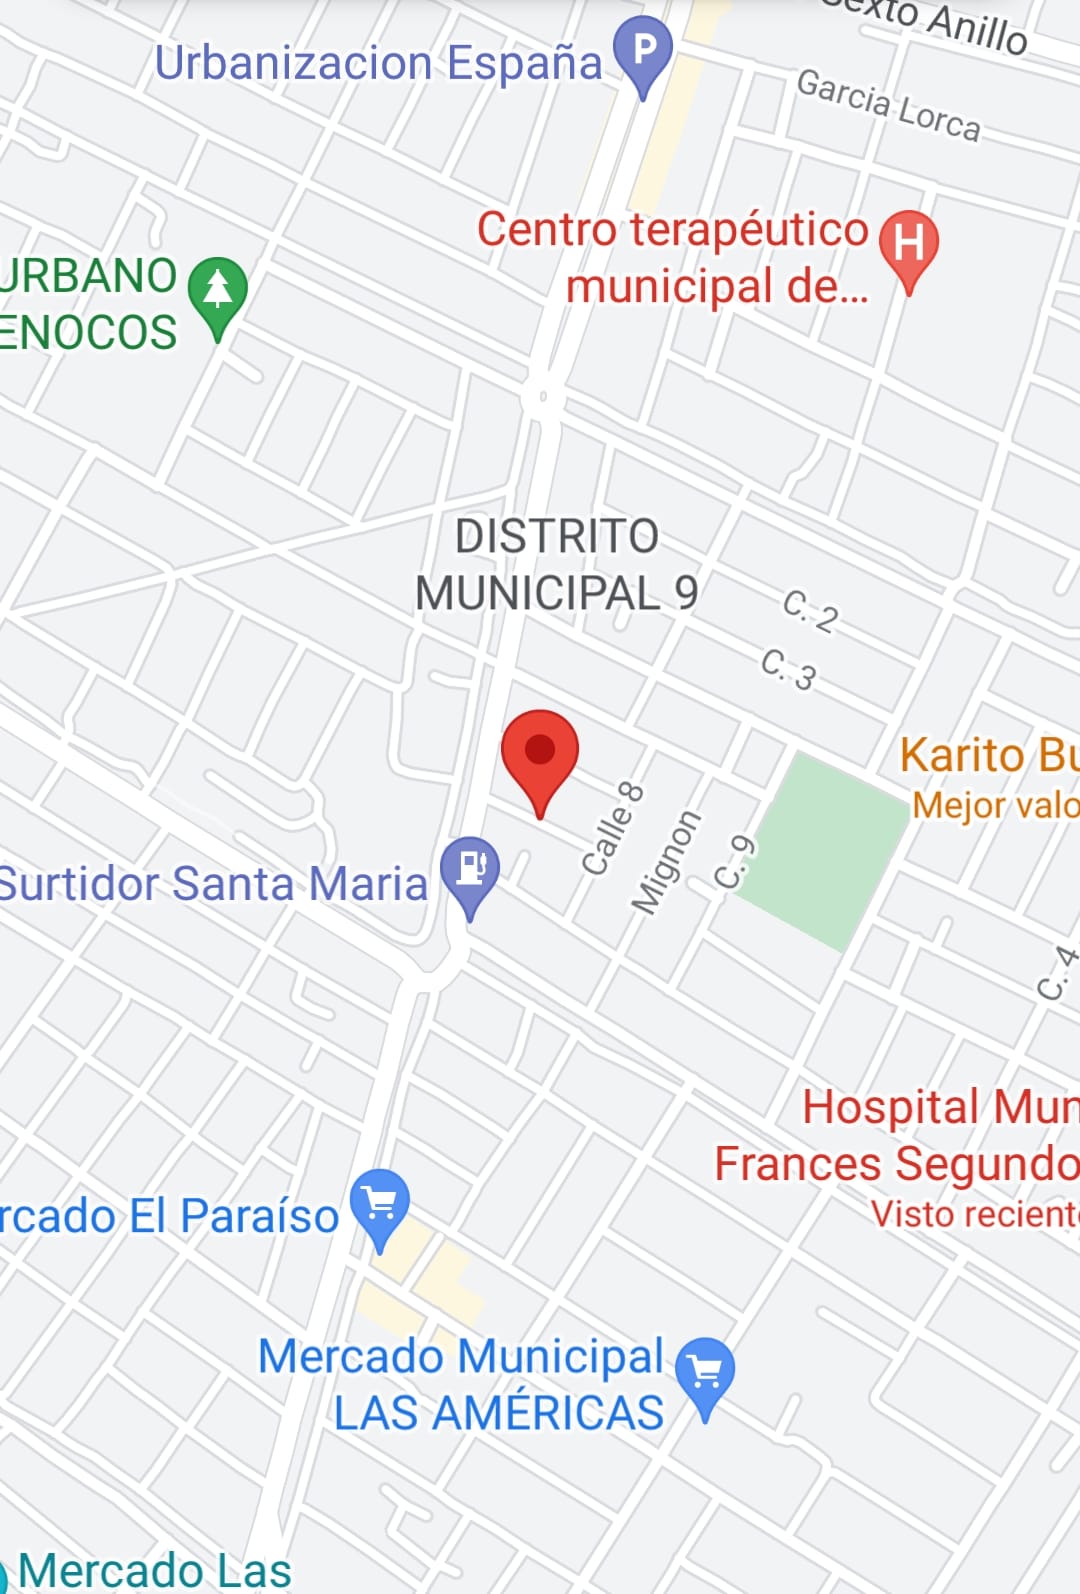 Sexto Anillo
Urbanizacion España
P
Garcia Lorca
Centro terapéutico
municipal de...
H
URBANO
ENOCOS
DISTRITO
MUNICIPAL 9
C. 2
C. 3
Karito Bu
Mejor valo
Calle 8
Mignon
C. 9
Surtidor Santa Maria
C. 4
Hospital Mun
Frances Segundo
Visto recient
rcado El Paraíso
Mercado Municipal
LAS AMÉRICAS
Mercado Las